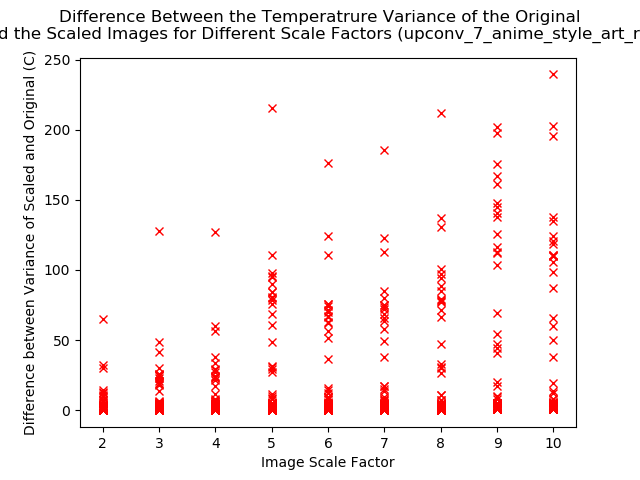 Difference Between the Temperatrure Variance of the Original
d the Scaled Images for Different Scale Factors (upconv_7_anime_style_art_r
Difference between Variance of Scaled and Original (C)
250
200
150
100
50
0
2 3 4 5 6 7 8 9 10
Image Scale Factor